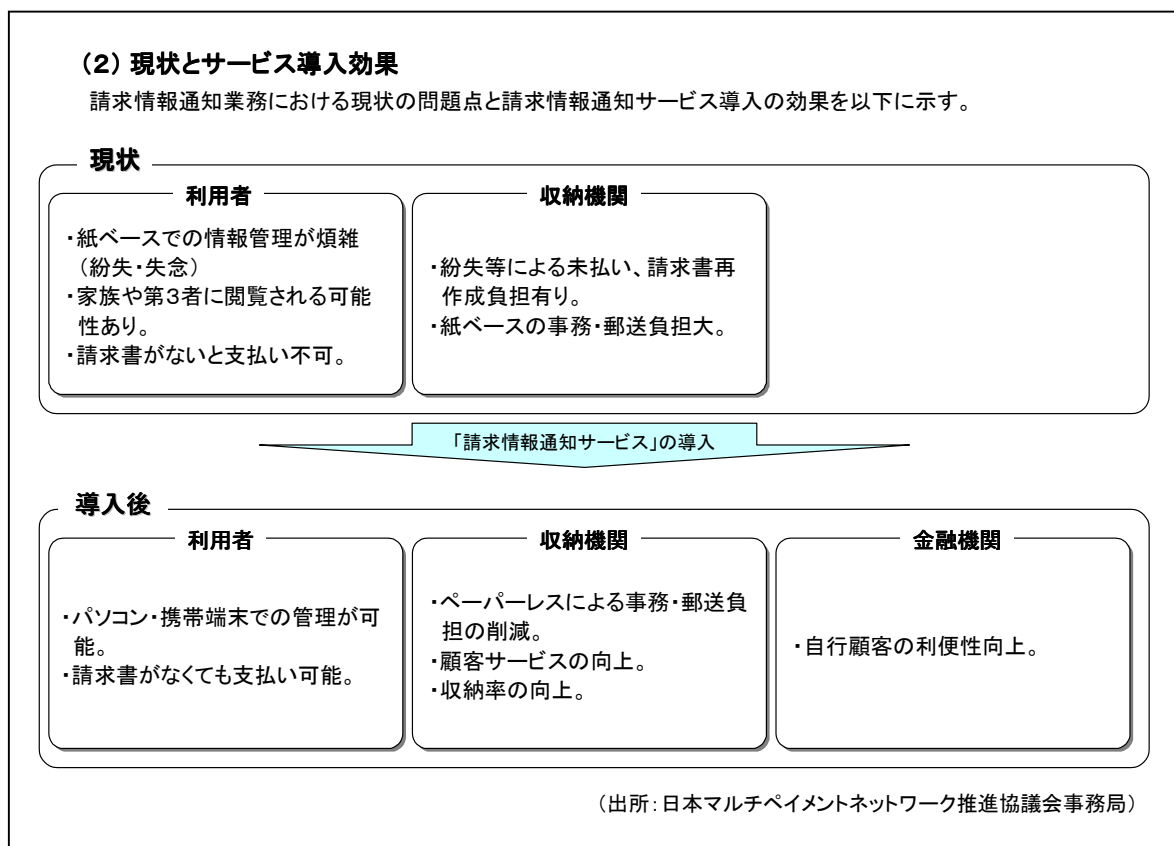 (2) 現状とサービス導入効果
請求情報通知業務における現状の問題点と請求情報通知サービス導入の効果を以下に示す。
現状
利用者
・紙ベースでの情報管理が煩雑
(紛失・失念)
・家族や第3者に閲覧される可能
性あり。
・請求書がないと支払い不可。
収納機関
・紛失等による未払い、請求書再
作成負担有り。
・紙ベースの事務・郵送負担大。
「請求情報通知サービス」の導入
導入後
利用者
・パソコン・携帯端末での管理が可
能。
・請求書がなくても支払い可能。
収納機関
・ペーパーレスによる事務・郵送負
担の削減。
・顧客サービスの向上。
・収納率の向上。
金融機関
・自行顧客の利便性向上。
(出所:日本マルチペイメントネットワーク推進協議会事務局)